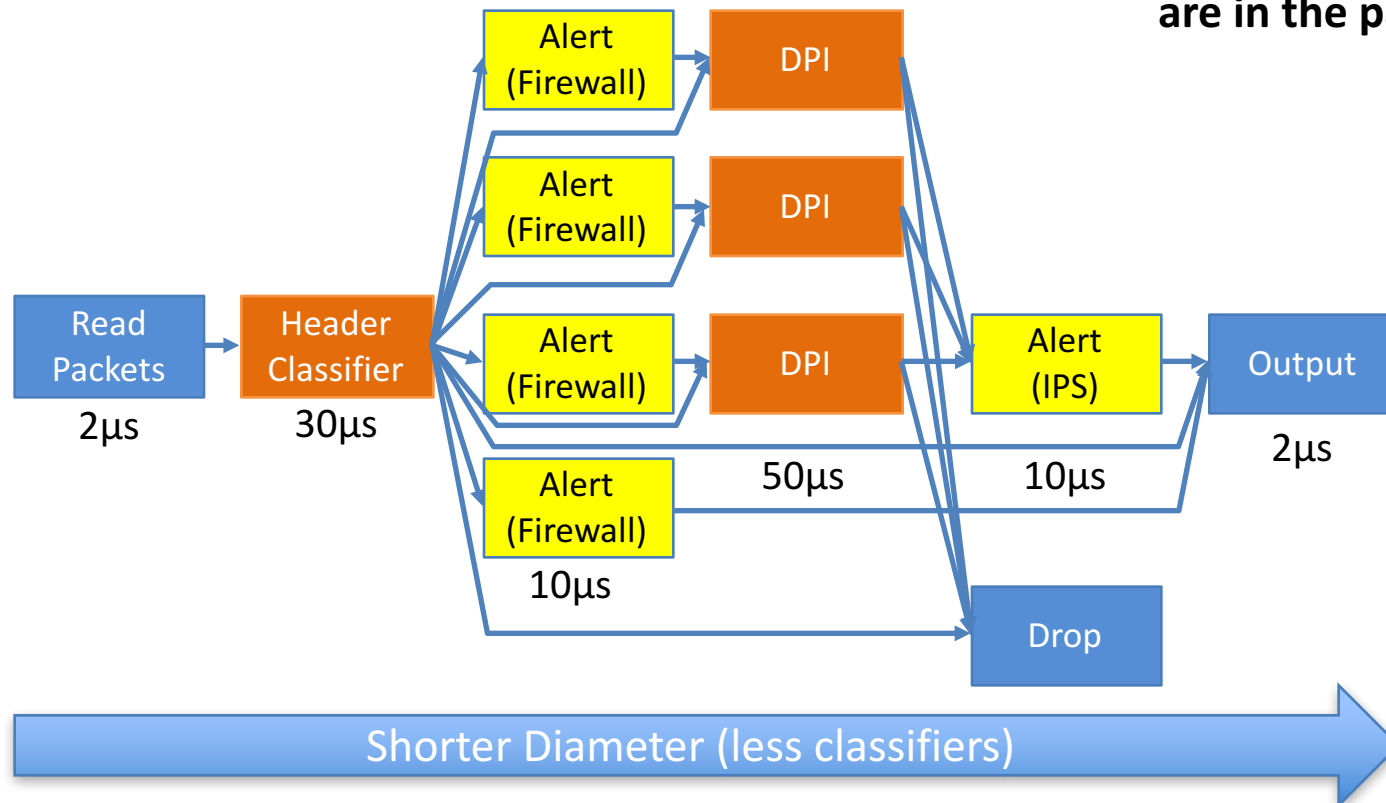 are in the p
Alert
(Firewall)
DPI
Alert
(Firewall)
DPI
Read
Packets
2µs
Header
Classifier
30µs
Alert
(Firewall)
DPI
50µs
Alert
(IPS)
10µs
Output
2µs
Alert
(Firewall)
10µs
Drop
Shorter Diameter (less classifiers)